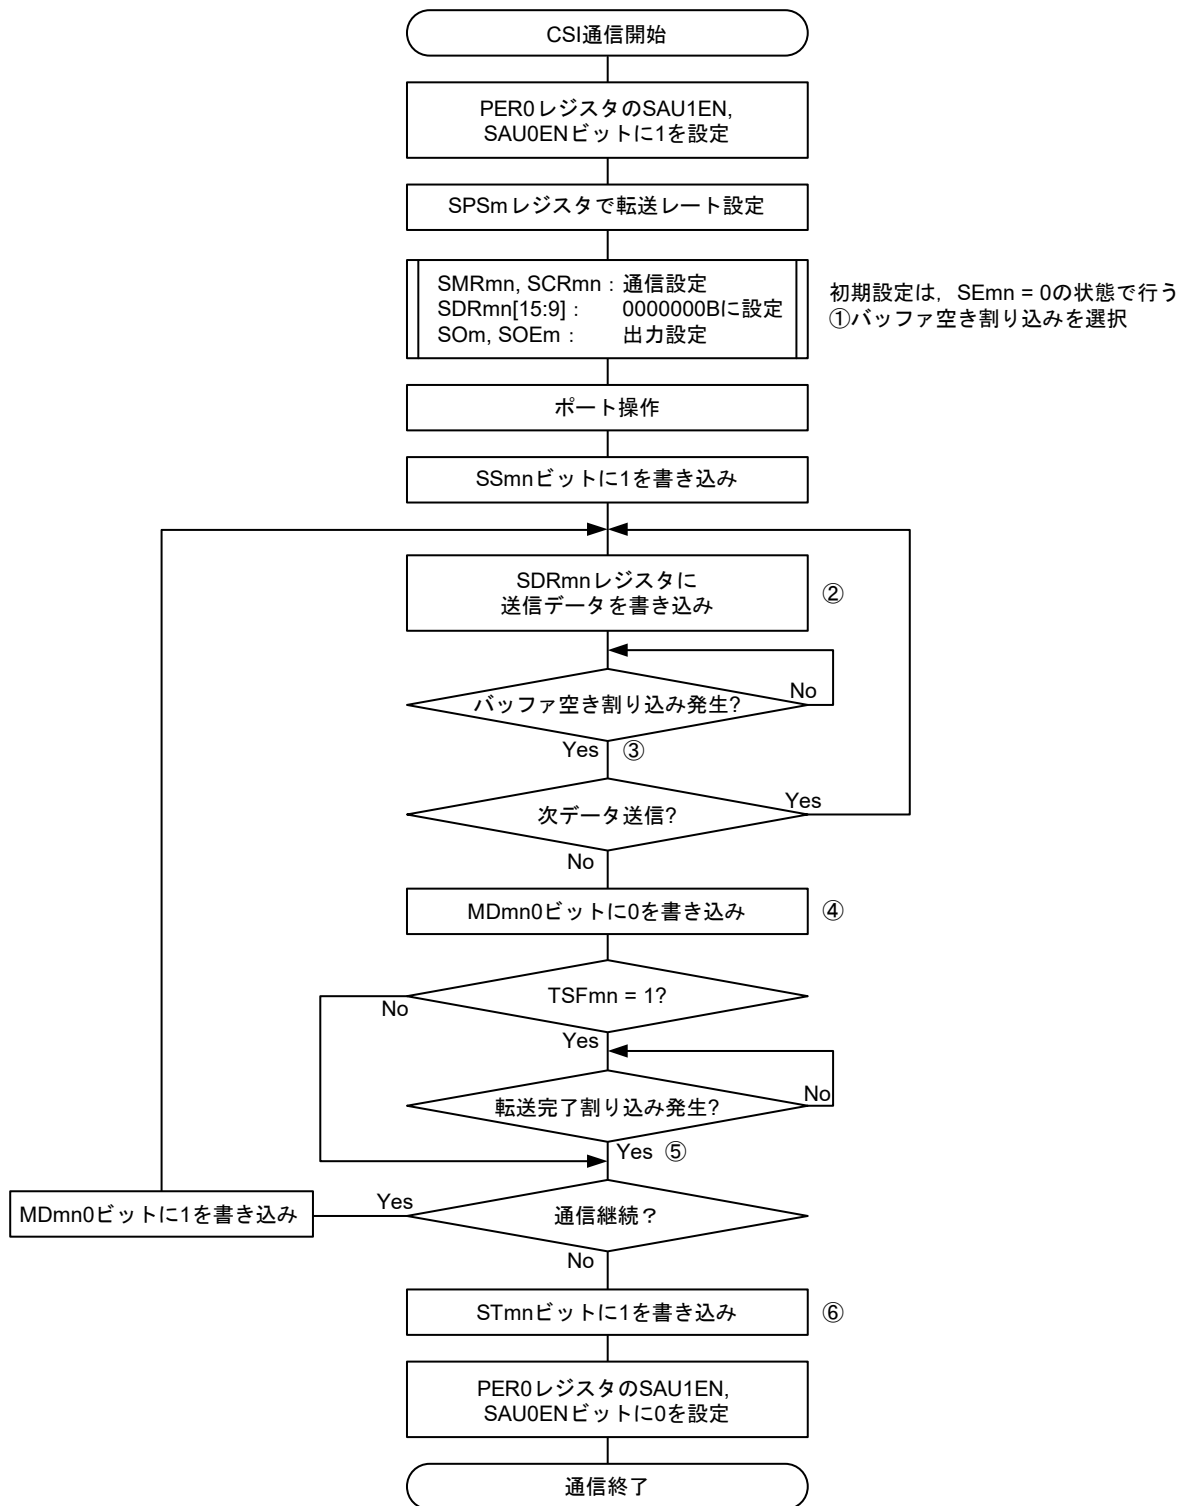 CSI通信開始
PER0レジスタのSAU1EN,
SAU0ENビットに1を設定
SPSmレジスタで転送レート設定
SMRmn, SCRmn : 通信設定
SDRmn[15:9] : 0000000Bに設定
SOm, SOEm : 出力設定
初期設定は，SEmn = 0の状態で行う
①バッファ空き割り込みを選択
ポート操作
SSmnビットに1を書き込み
SDRmnレジスタに
送信データを書き込み
②
バッファ空き割り込み発生?
No
Yes ③
次データ送信?
Yes
No
MDmn0ビットに0を書き込み
④
TSFmn = 1?
No
Yes
転送完了割り込み発生?
No
Yes ⑤
MDmn0ビットに1を書き込み
Yes
通信継続？
No
STmnビットに1を書き込み
⑥
PER0レジスタのSAU1EN,
SAU0ENビットに0を設定
通信終了